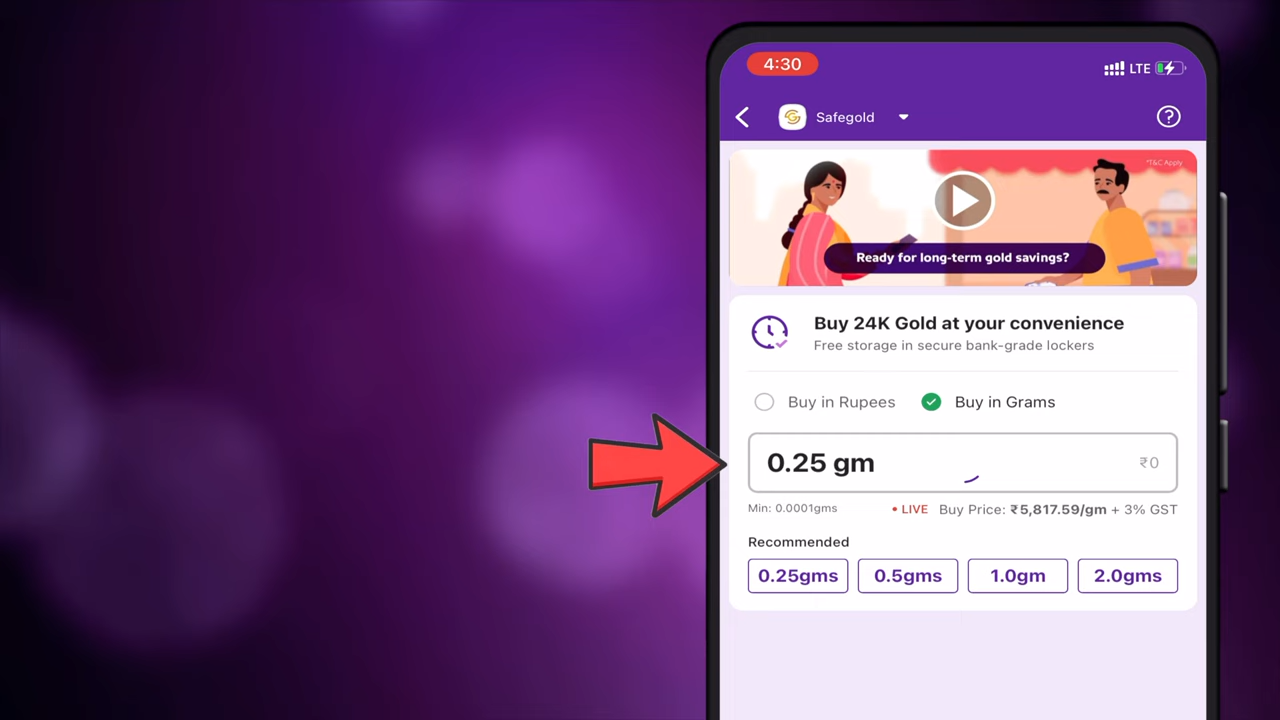 4:30
LTE
Safegold
*T&C Apply
Ready for long-term gold savings?
Buy 24K Gold at your convenience
Free storage in secure bank-grade lockers
Buy in Rupees Buy in Grams
0.25 gm ₹0
Min: 0.0001gms • LIVE Buy Price: ₹5,817.59/gm + 3% GST
Recommended
0.25gms 0.5gms 1.0gm 2.0gms